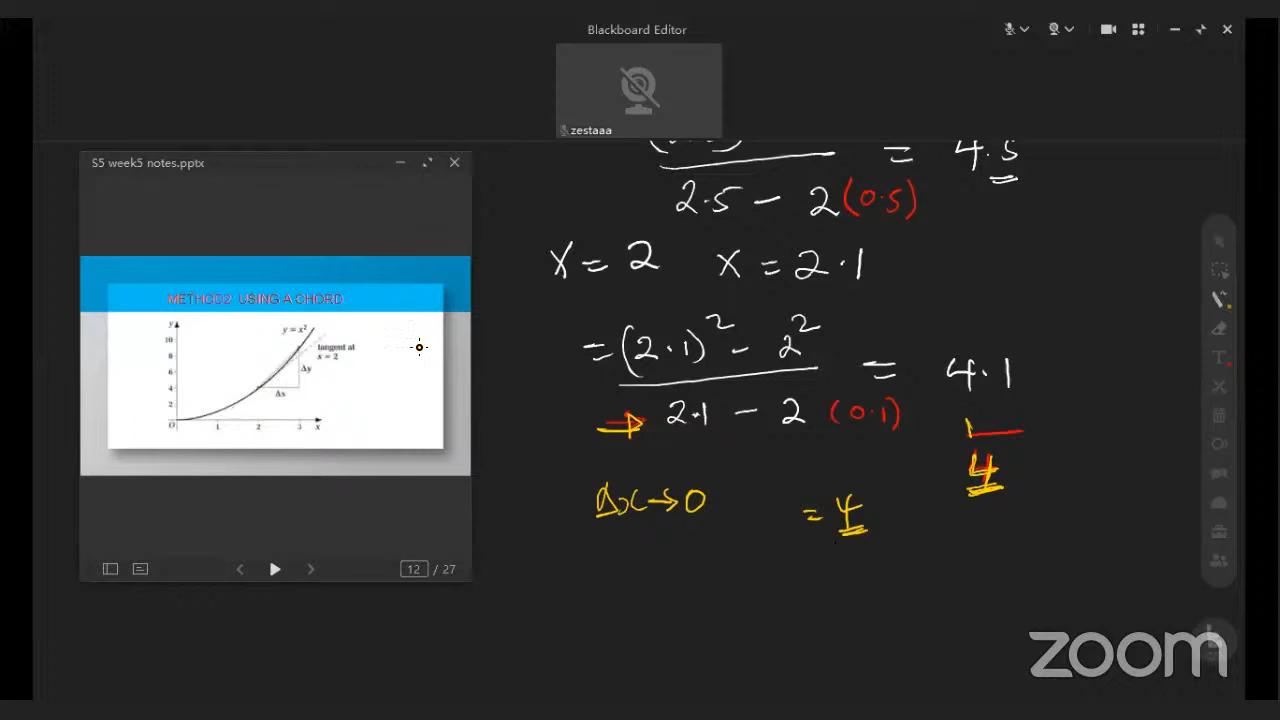 Blackboard Editor
zestaaa
S5 week5 notes.pptx
METHOD2 USING A CHORD
y
10
8
6
4
2
O
1
2
3
x
y = x²
tangent at
x = 2
Δy
Δx
12 / 27
= 4.5
2.5 - 2 (0.5)
x = 2 x = 2.1
= (2.1)² - 2² = 4.1
2.1 - 2 (0.1)
4
Δx → 0 = 4
zoom